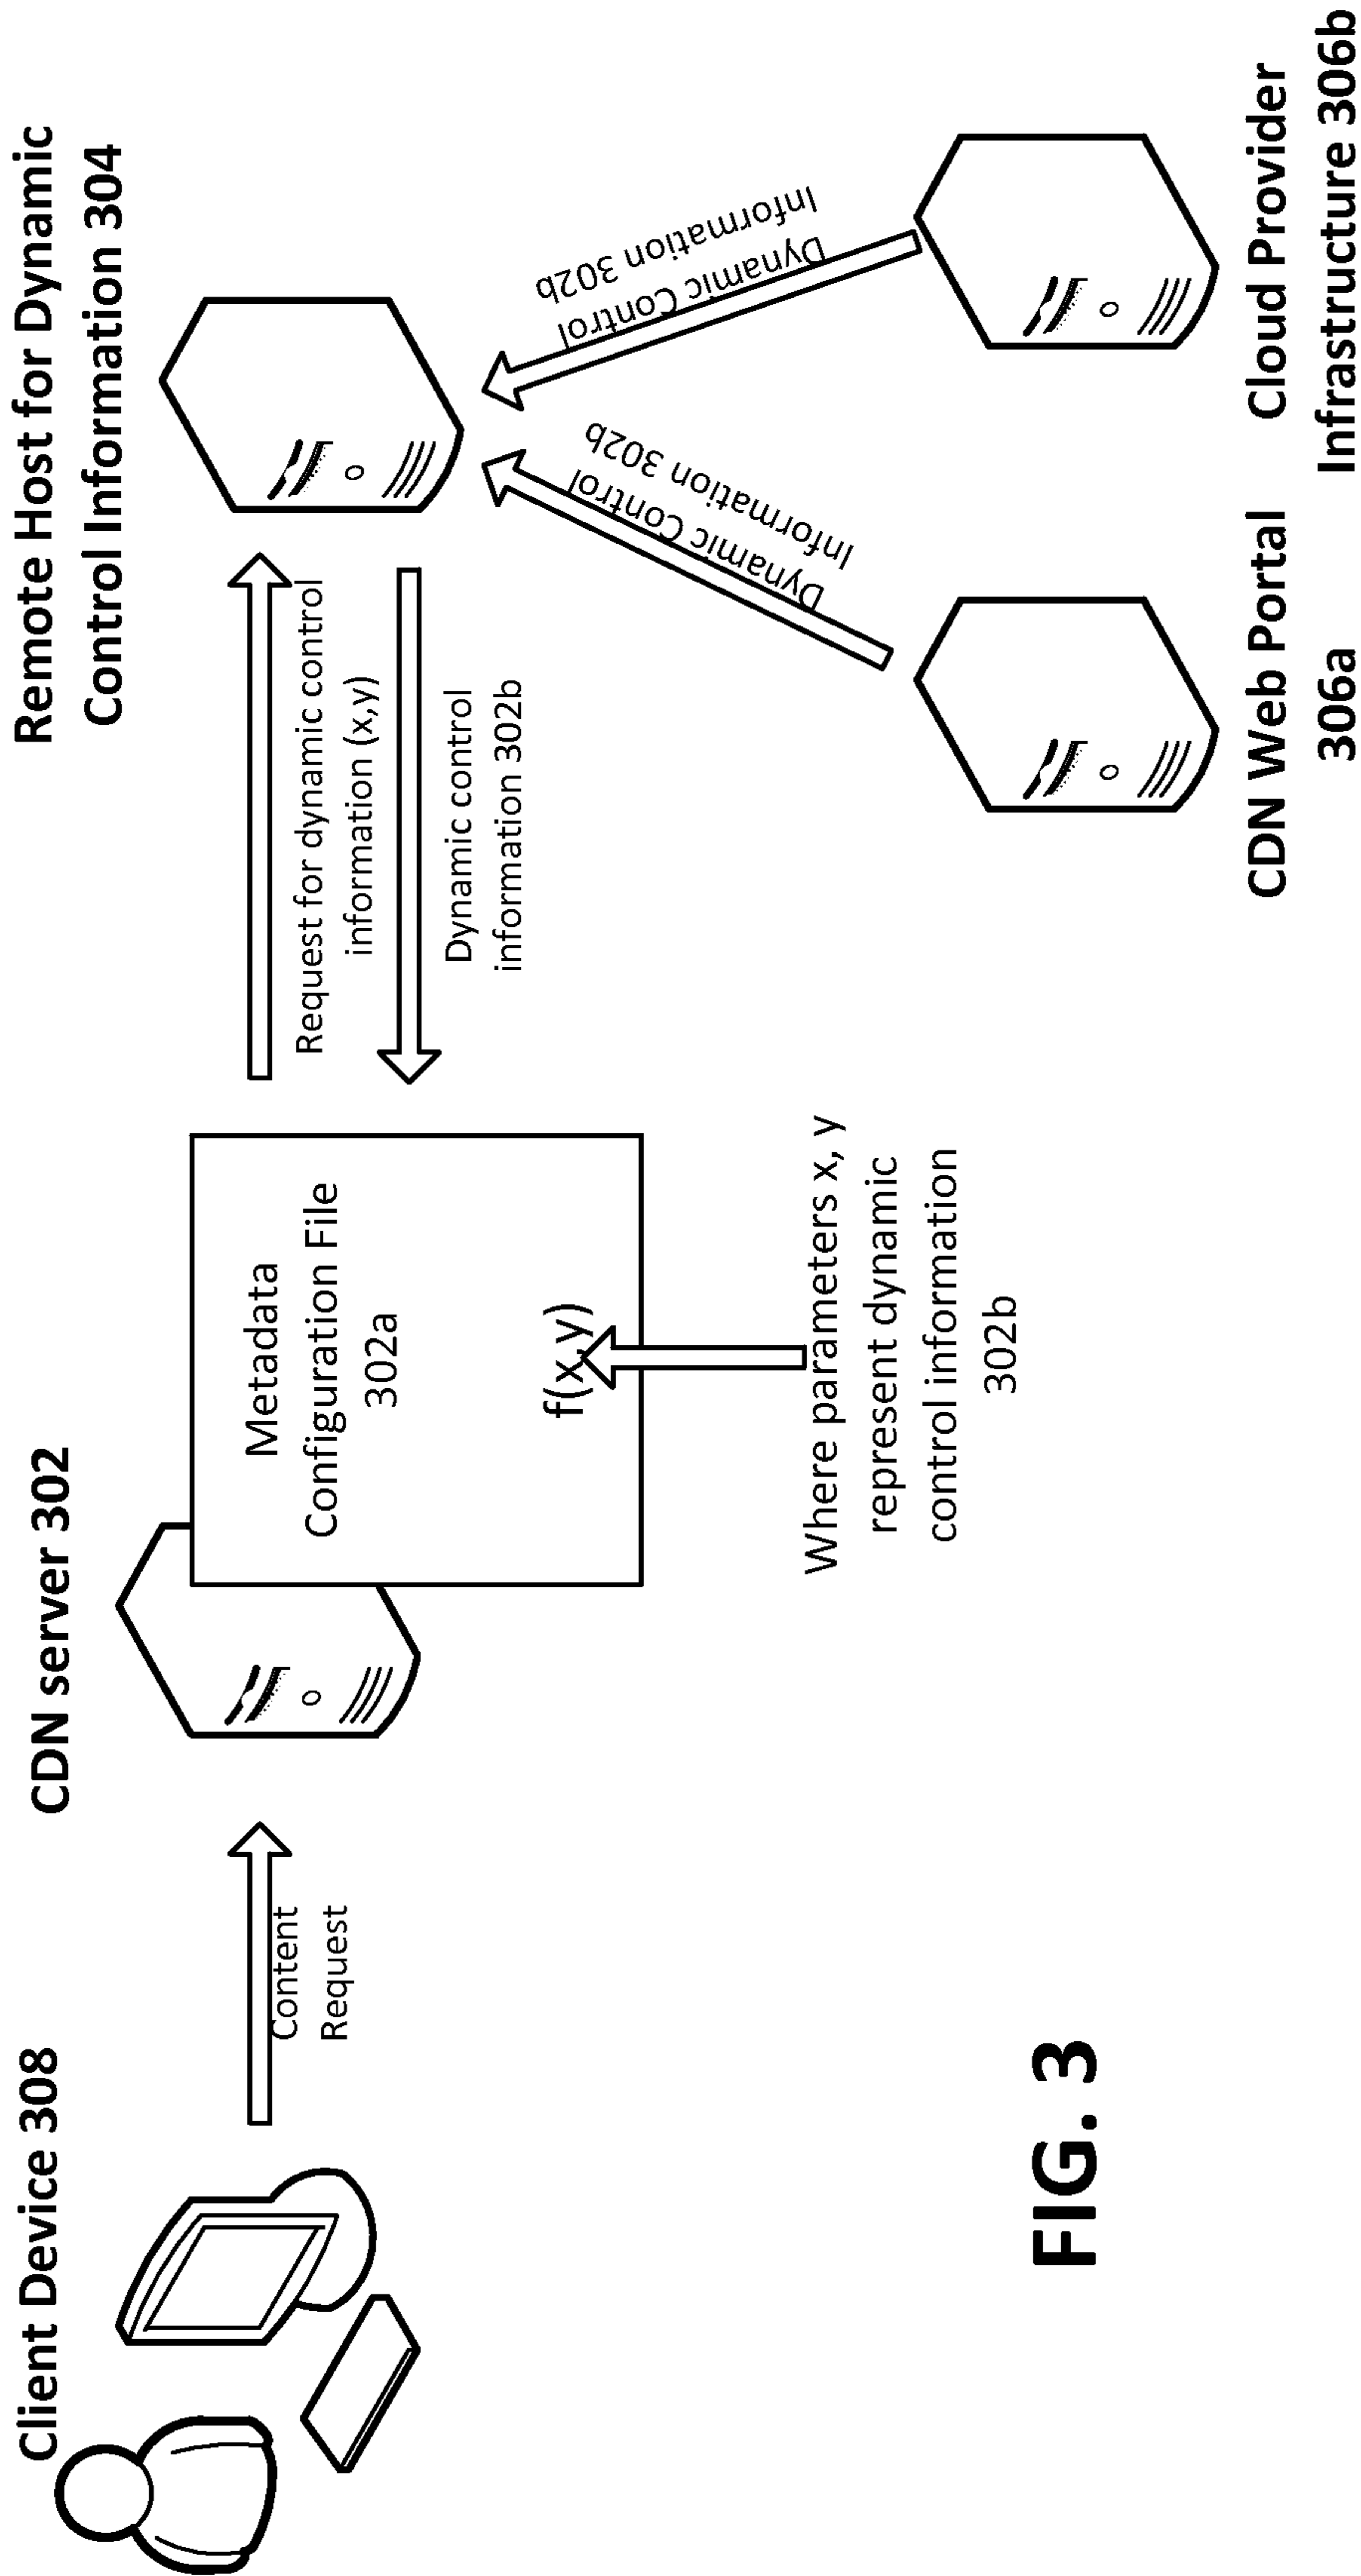 Client Device 308
CDN server 302
Remote Host for Dynamic
Control Information 304
Content
Request
Metadata
Configuration File
302a
f(x,y)
Request for dynamic control
information (x,y)
Dynamic control
information 302b
Where parameters x, y
represent dynamic
control information
302b
Dynamic Control
Information 302b
Dynamic Control
Information 302b
CDN Web Portal
306a
Cloud Provider
Infrastructure 306b
FIG. 3